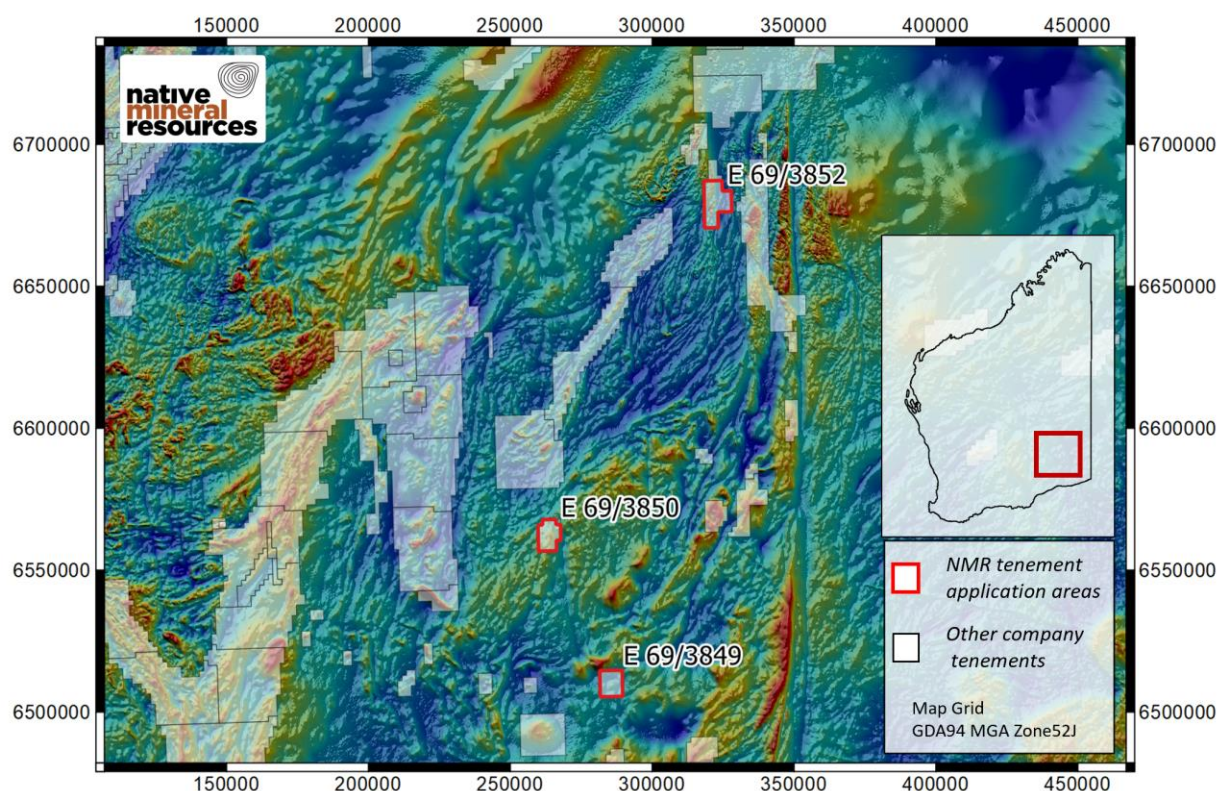 150000 200000 250000 300000 350000 400000 450000
native
mineral
resources
6700000
6700000
E 69/3852
6650000
6650000
6600000
6600000
E 69/3850
6550000
6550000
NMR tenement
application areas
Other company
tenements
E 69/3849
Map Grid
GDA94 MGA Zone52J
6500000
6500000
150000 200000 250000 300000 350000 400000 450000